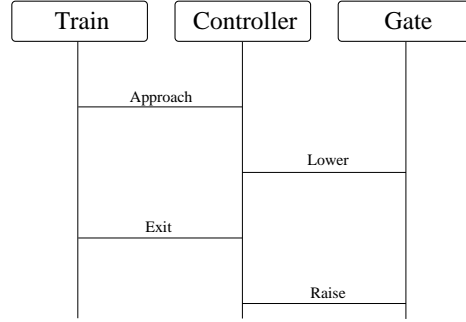 Train
Controller
Gate
Approach
Lower
Exit
Raise